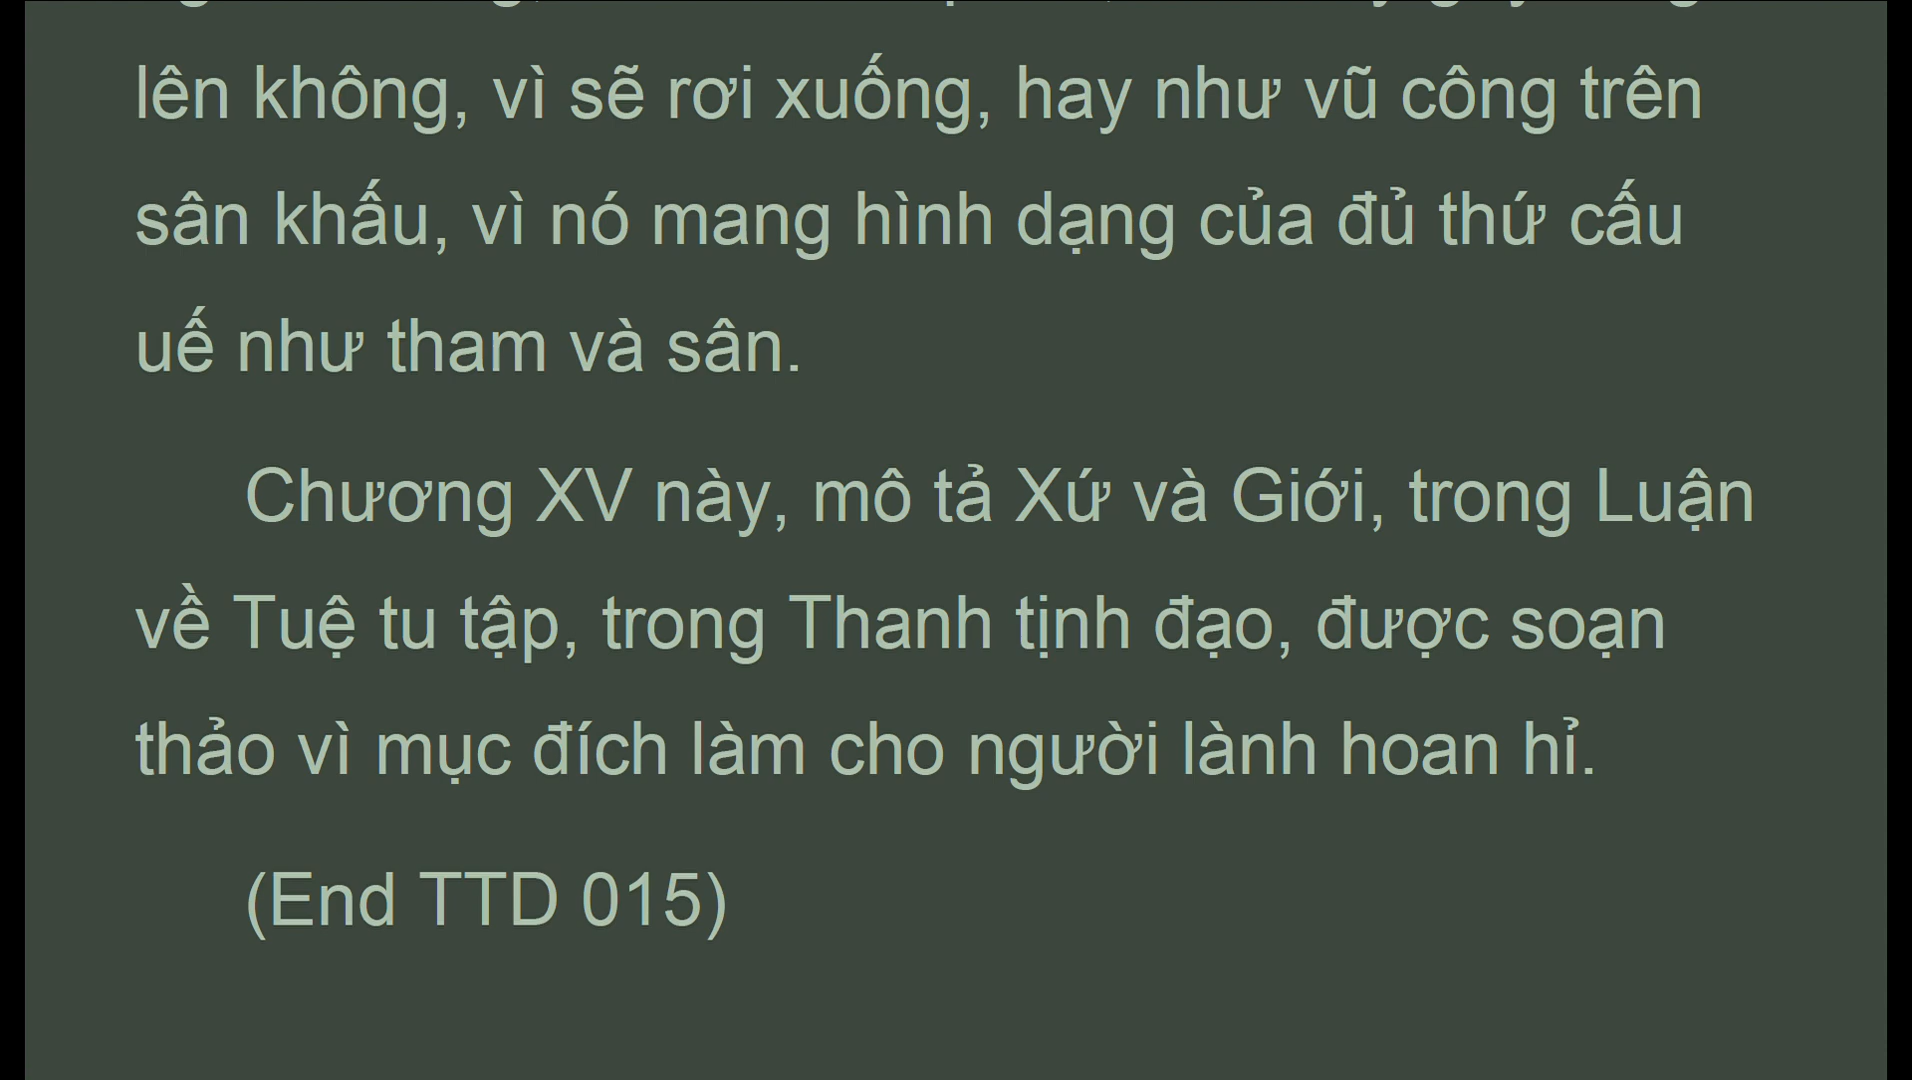 lên không, vì sẽ rơi xuống, hay như vũ công trên
sân khấu, vì nó mang hình dạng của đủ thứ cấu
uế như tham và sân.
Chương XV này, mô tả Xứ và Giới, trong Luận
về Tuệ tu tập, trong Thanh tịnh đạo, được soạn
thảo vì mục đích làm cho người lành hoan hỉ.
(End TTD 015)